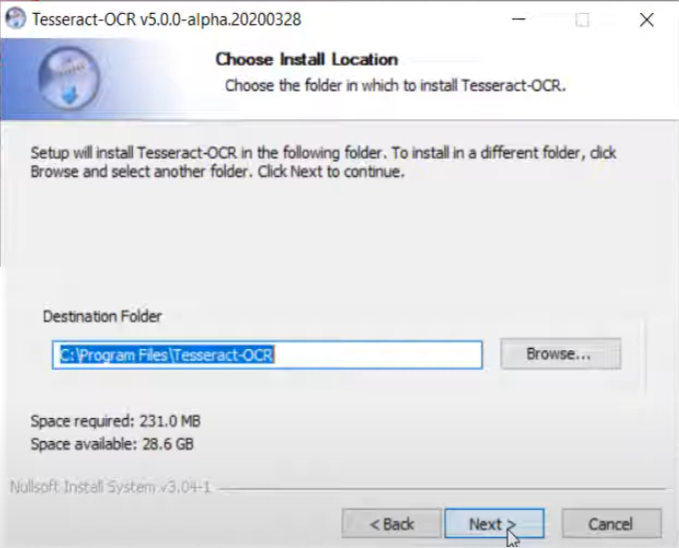 Tesseract-OCR v5.0.0-alpha.20200328
Choose Install Location
Choose the folder in which to install Tesseract-OCR.
Setup will install Tesseract-OCR in the following folder. To install in a different folder, click
Browse and select another folder. Click Next to continue.
Destination Folder
C:\Program Files\Tesseract-OCR
Browse...
Space required: 231.0 MB
Space available: 28.6 GB
Nullsoft Install System v3.04-1
< Back
Next >
Cancel